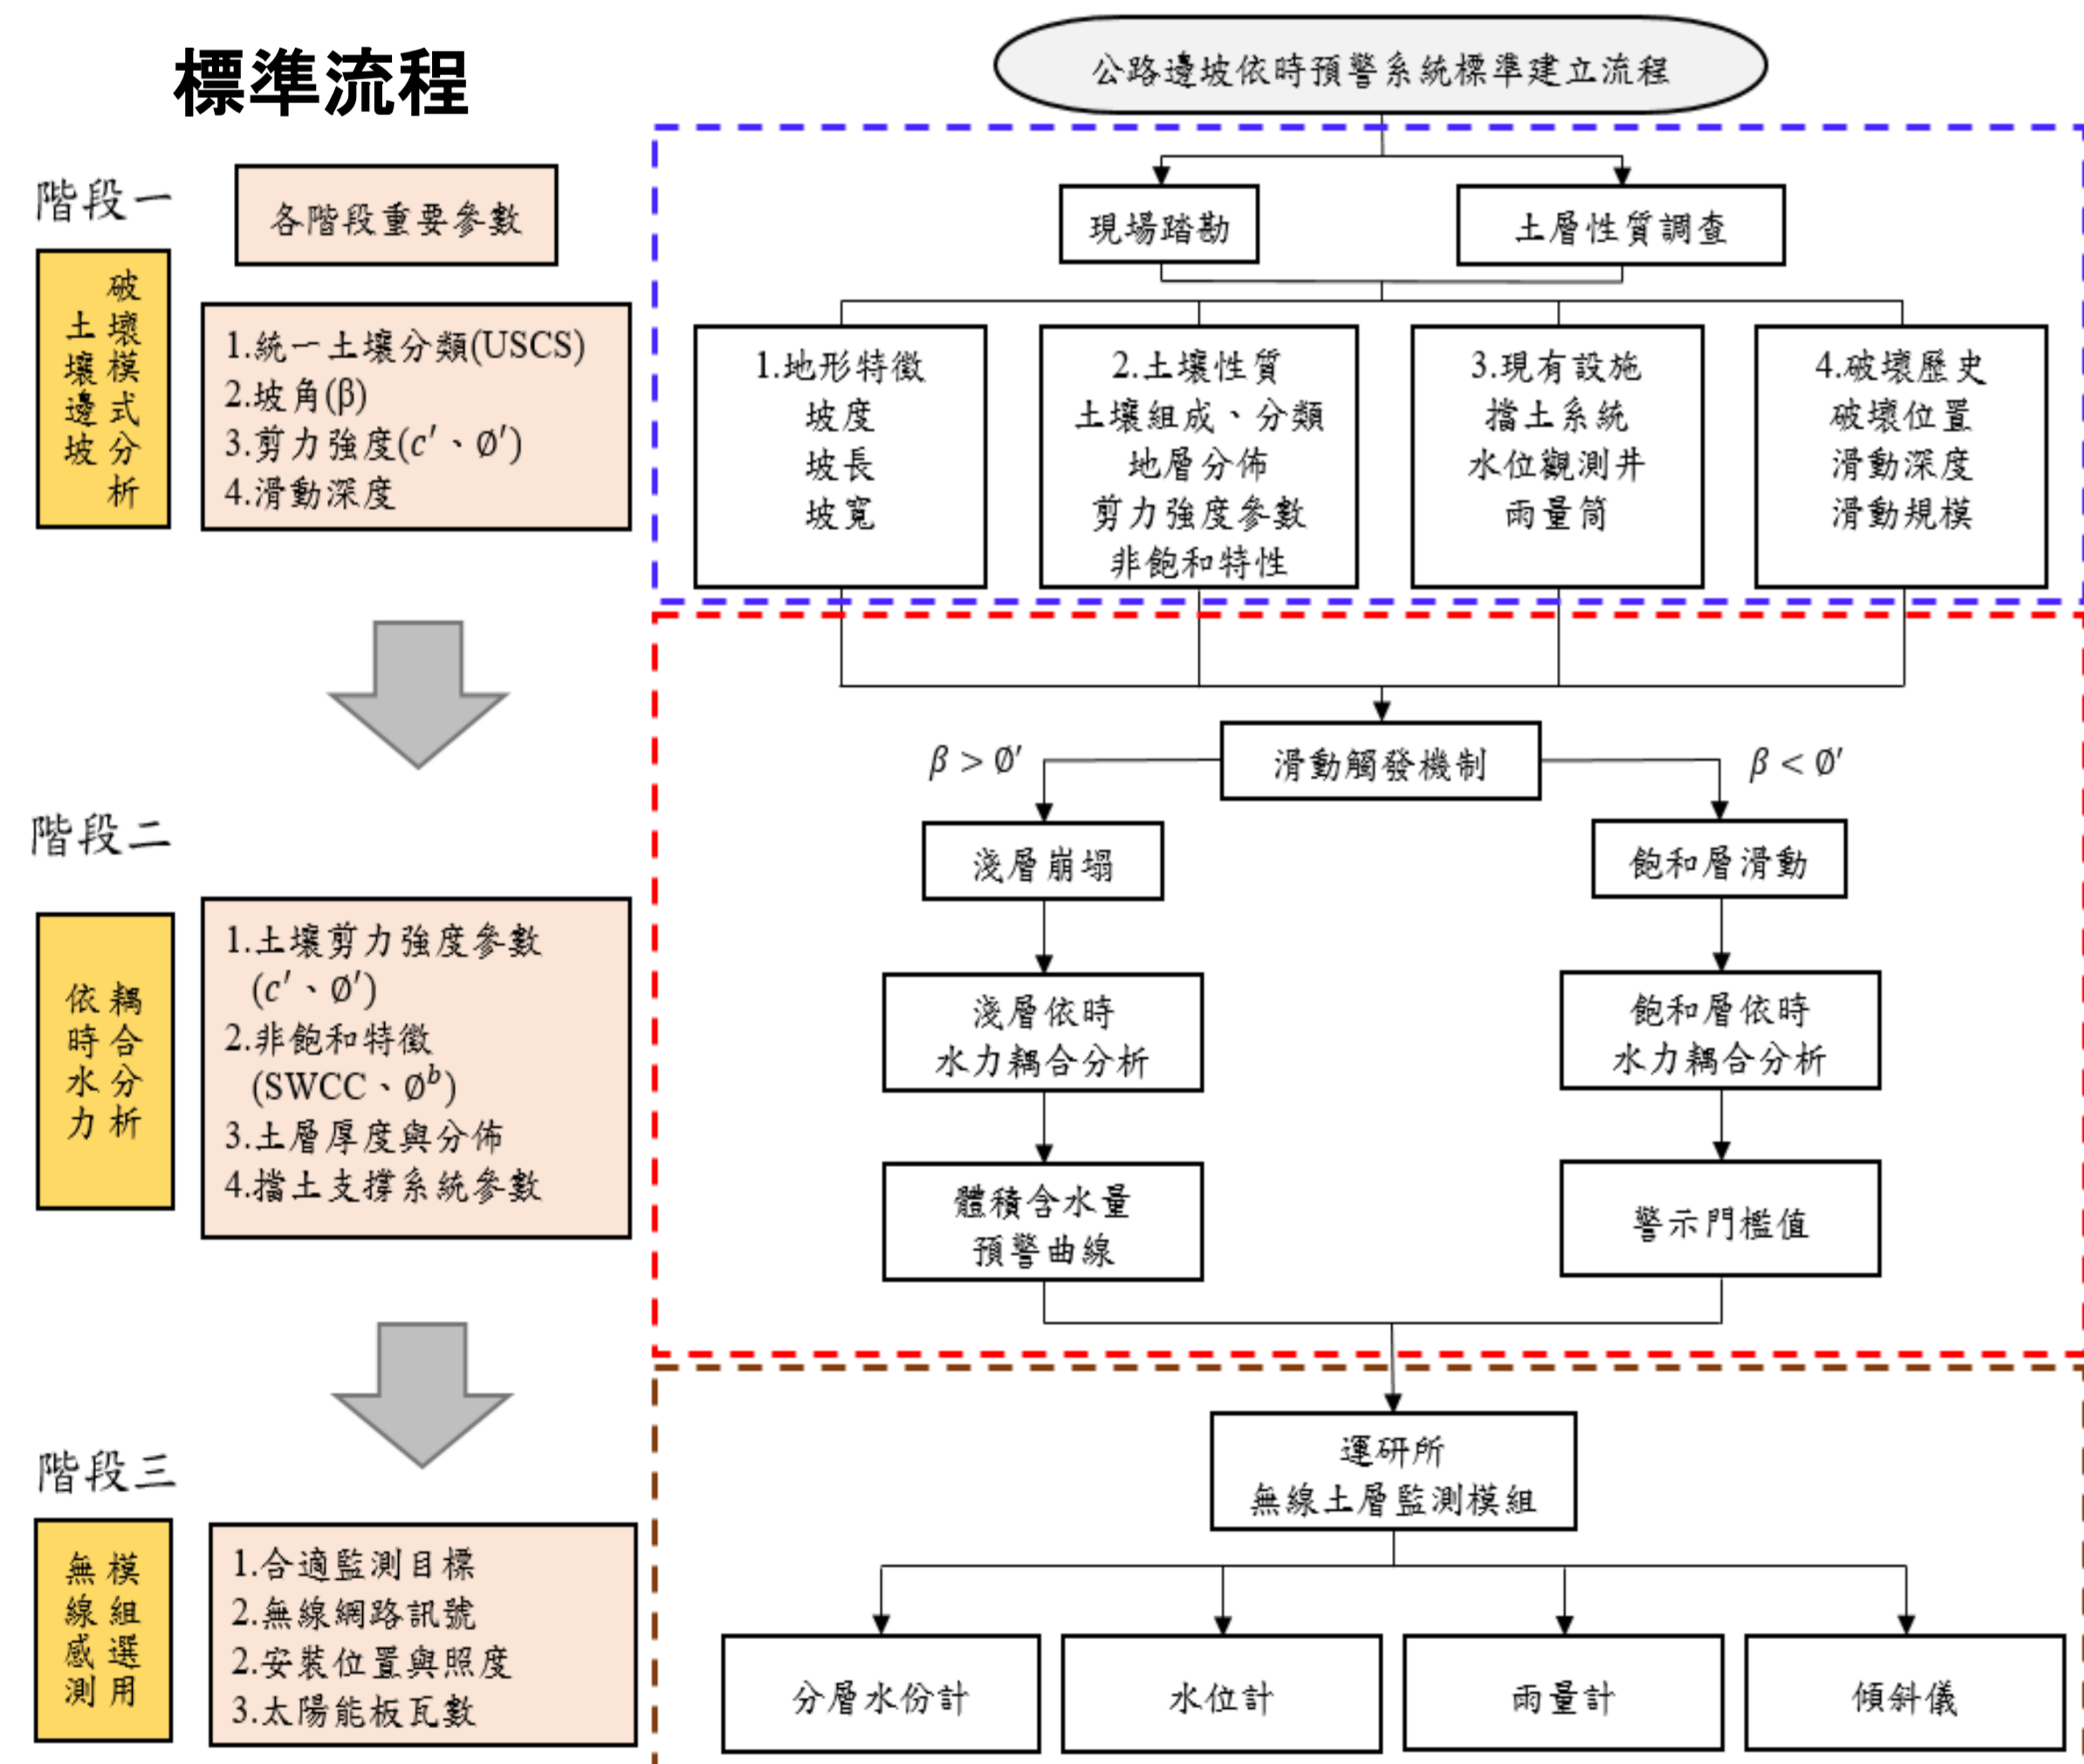 標準流程
公路邊坡依時預警系統標準建立流程
階段一
各階段重要參數
土壤邊坡
破壞模式分析
1.統一土壤分類(USCS)
2.坡角(β)
3.剪力強度(c′、∅′)
4.滑動深度
現場踏勘
土層性質調查
1.地形特徵
坡度
坡長
坡寬
2.土壤性質
土壤組成、分類
地層分佈
剪力強度參數
非飽和特性
3.現有設施
擋土系統
水位觀測井
雨量筒
4.破壞歷史
破壞位置
滑動深度
滑動規模
階段二
依時水力
耦合分析
1.土壤剪力強度參數
(c′、∅′)
2.非飽和特徵
(SWCC、∅ᵇ)
3.土層厚度與分佈
4.擋土支撐系統參數
滑動觸發機制
β > ∅′
β < ∅′
淺層崩塌
飽和層滑動
淺層依時
水力耦合分析
飽和層依時
水力耦合分析
體積含水量
預警曲線
警示門檻值
階段三
無線感測
模組選用
1.合適監測目標
2.無線網路訊號
2.安裝位置與照度
3.太陽能板瓦數
運研所
無線土層監測模組
分層水份計
水位計
雨量計
傾斜儀